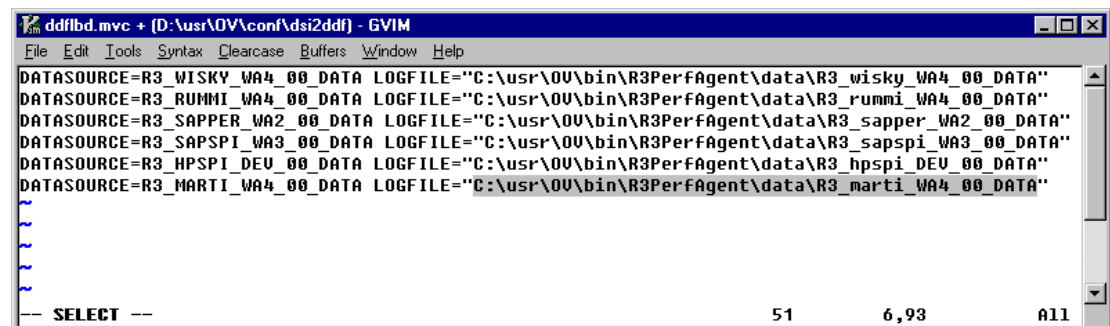 ddflbd.mvc + (D:\usr\OV\conf\dsi2ddf) - GVIM
File Edit Tools Syntax Clearcase Buffers Window Help
DATASOURCE=R3_WISKY_WA4_00_DATA LOGFILE="C:\usr\OV\bin\R3PerfAgent\data\R3_wisky_WA4_00_DATA"
DATASOURCE=R3_RUMMI_WA4_00_DATA LOGFILE="C:\usr\OV\bin\R3PerfAgent\data\R3_rummi_WA4_00_DATA"
DATASOURCE=R3_SAPPER_WA2_00_DATA LOGFILE="C:\usr\OV\bin\R3PerfAgent\data\R3_sapper_WA2_00_DATA"
DATASOURCE=R3_SAPSPI_WA3_00_DATA LOGFILE="C:\usr\OV\bin\R3PerfAgent\data\R3_sapspi_WA3_00_DATA"
DATASOURCE=R3_HPSPI_DEV_00_DATA LOGFILE="C:\usr\OV\bin\R3PerfAgent\data\R3_hpspi_DEV_00_DATA"
DATASOURCE=R3_MARTI_WA4_00_DATA LOGFILE="C:\usr\OV\bin\R3PerfAgent\data\R3_marti_WA4_00_DATA"
~
~
~
~
~
-- SELECT -- 51 6,93 All